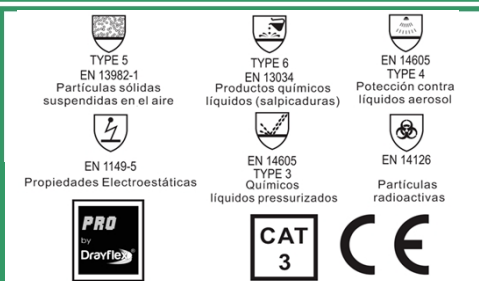 TYPE 5
EN 13982-1
Partículas sólidas
suspendidas en el aire
TYPE 6
EN 13034
Productos químicos
líquidos (salpicaduras)
EN 14605
TYPE 4
Potección contra
líquidos aerosol
EN 1149-5
Propiedades Electroestáticas
EN 14605
TYPE 3
Químicos
líquidos pressurizados
EN 14126
Partículas
radioactivas
PRO
by
Drayflex
CAT
3
CE